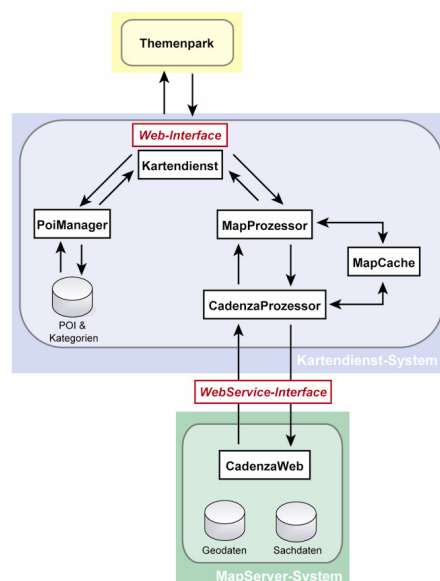 Themenpark
Web-Interface
Kartendienst
PoiManager
MapProzessor
MapCache
POI &
Kategorien
CadenzaProzessor
Kartendienst-System
WebService-Interface
CadenzaWeb
Geodaten
Sachdaten
MapServer-System